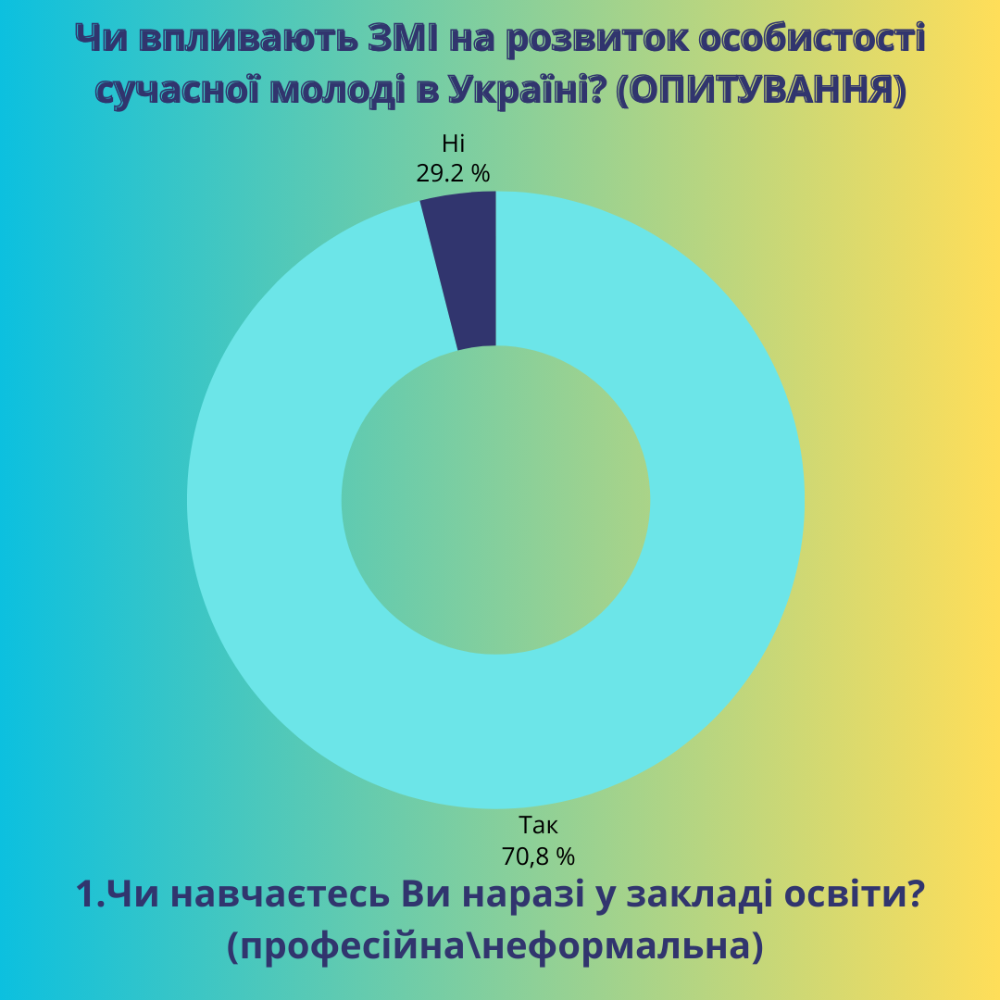 Чи впливають ЗМІ на розвиток особистості
сучасної молоді в Україні? (ОПИТУВАННЯ)
Ні
29.2 %
Так
70,8 %
1.Чи навчаєтесь Ви наразі у закладі освіти?
(професійна\неформальна)